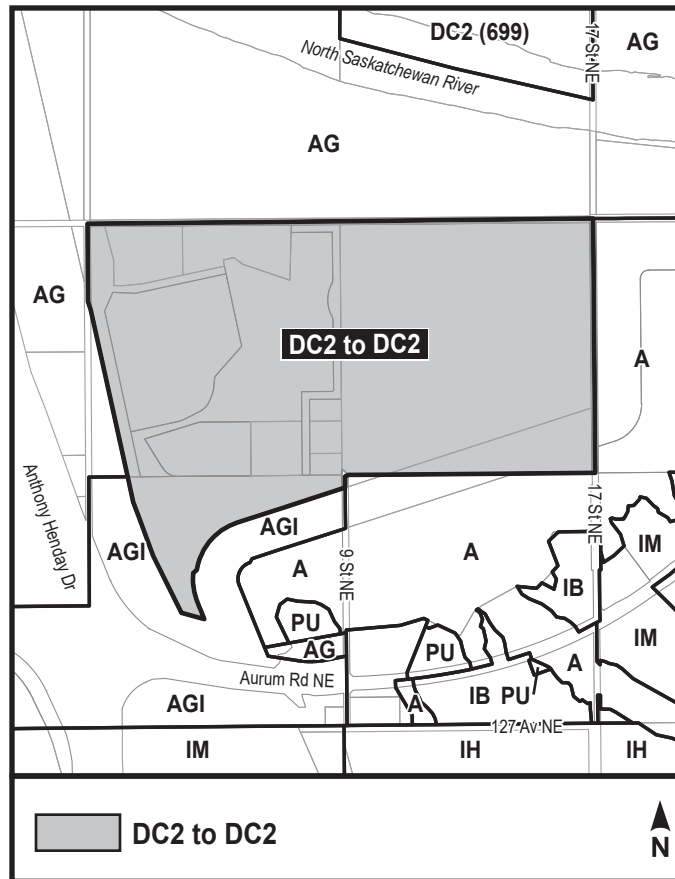 DC2 (699)
17 St NE
AG
North Saskatchewan River
AG
AG
DC2 to DC2
A
Anthony Henday Dr
17 St NE
AGI
AGI
A
A
IM
9 St NE
IB
PU
IM
AG
PU
A
Aurum Rd NE
AGI
A
IB
PU
127 Av NE
IM
IH
IH
DC2 to DC2
N